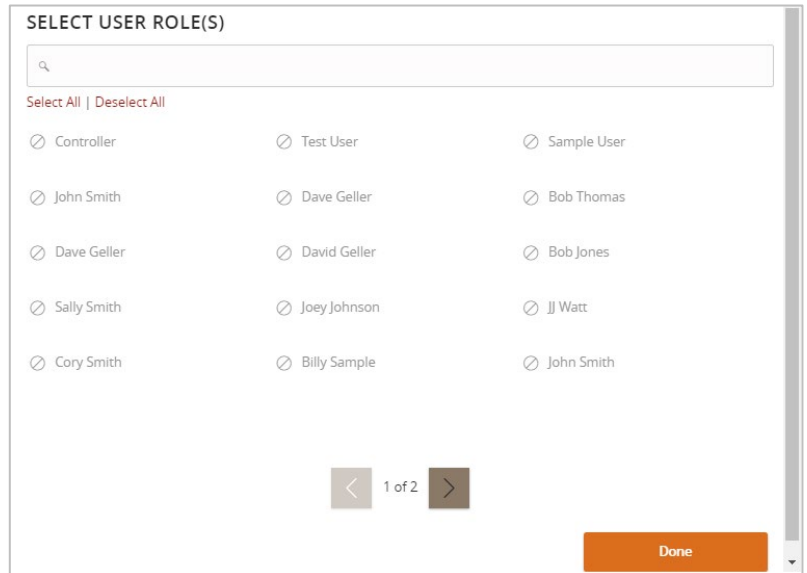 SELECT USER ROLE(S)
Select All | Deselect All
Controller Test User Sample User
John Smith Dave Geller Bob Thomas
Dave Geller David Geller Bob Jones
Sally Smith Joey Johnson JJ Watt
Cory Smith Billy Sample John Smith
1 of 2
Done